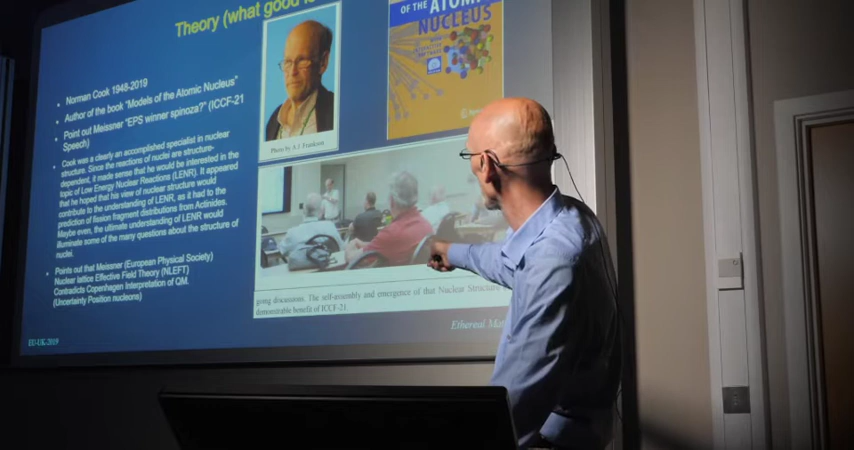 Theory (what good is
OF THE ATOMIC
NUCLEUS
• Norman Cook 1948-2019
• Author of the book "Models of the Atomic Nucleus"
• Point out Meissner "EPS winner spinoza?" (ICCF-21
Speech)
• Cook was a clearly an accomplished specialist in nuclear
structure. Since the reactions of nuclei are structure-
dependent, it made sense that he would be interested in the
topic of Low Energy Nuclear Reactions (LENR). It appeared
that he hoped that his view of nuclear structure would
contribute to the understanding of LENR, as it had to the
prediction of fission fragment distributions from Actinides.
Maybe even, the ultimate understanding of LENR would
illuminate some of the many questions about the structure of
nuclei.
• Points out that Meissner (European Physical Society)
Nuclear lattice Effective Field Theory (NLEFT)
Contradicts Copenhagen Interpretation of QM.
(Uncertainty Position nucleons)
Photo by A.J. Frankson
going discussion. The self-assembly and emergence of that Nuclear Structure
demonstrable benefit of ICCF-21.
Ethereal Mat
EU-UK-2019